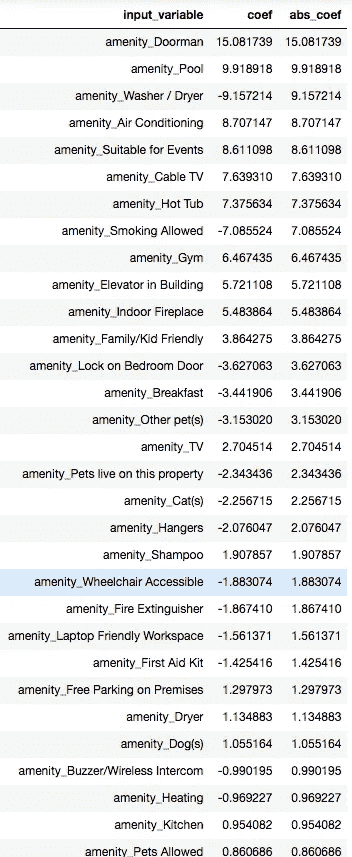 input_variable coef abs_coef
amenity_Doorman 15.081739 15.081739
amenity_Pool 9.918918 9.918918
amenity_Washer / Dryer -9.157214 9.157214
amenity_Air Conditioning 8.707147 8.707147
amenity_Suitable for Events 8.611098 8.611098
amenity_Cable TV 7.639310 7.639310
amenity_Hot Tub 7.375634 7.375634
amenity_Smoking Allowed -7.085524 7.085524
amenity_Gym 6.467435 6.467435
amenity_Elevator in Building 5.721108 5.721108
amenity_Indoor Fireplace 5.483864 5.483864
amenity_Family/Kid Friendly 3.864275 3.864275
amenity_Lock on Bedroom Door -3.627063 3.627063
amenity_Breakfast -3.441906 3.441906
amenity_Other pet(s) -3.153020 3.153020
amenity_TV 2.704514 2.704514
amenity_Pets live on this property -2.343436 2.343436
amenity_Cat(s) -2.256715 2.256715
amenity_Hangers -2.076047 2.076047
amenity_Shampoo 1.907857 1.907857
amenity_Wheelchair Accessible -1.883074 1.883074
amenity_Fire Extinguisher -1.867410 1.867410
amenity_Laptop Friendly Workspace -1.561371 1.561371
amenity_First Aid Kit -1.425416 1.425416
amenity_Free Parking on Premises 1.297973 1.297973
amenity_Dryer 1.134883 1.134883
amenity_Dog(s) 1.055164 1.055164
amenity_Buzzer/Wireless Intercom -0.990195 0.990195
amenity_Heating -0.969227 0.969227
amenity_Kitchen 0.954082 0.954082
amenity_Pets Allowed 0.860686 0.860686